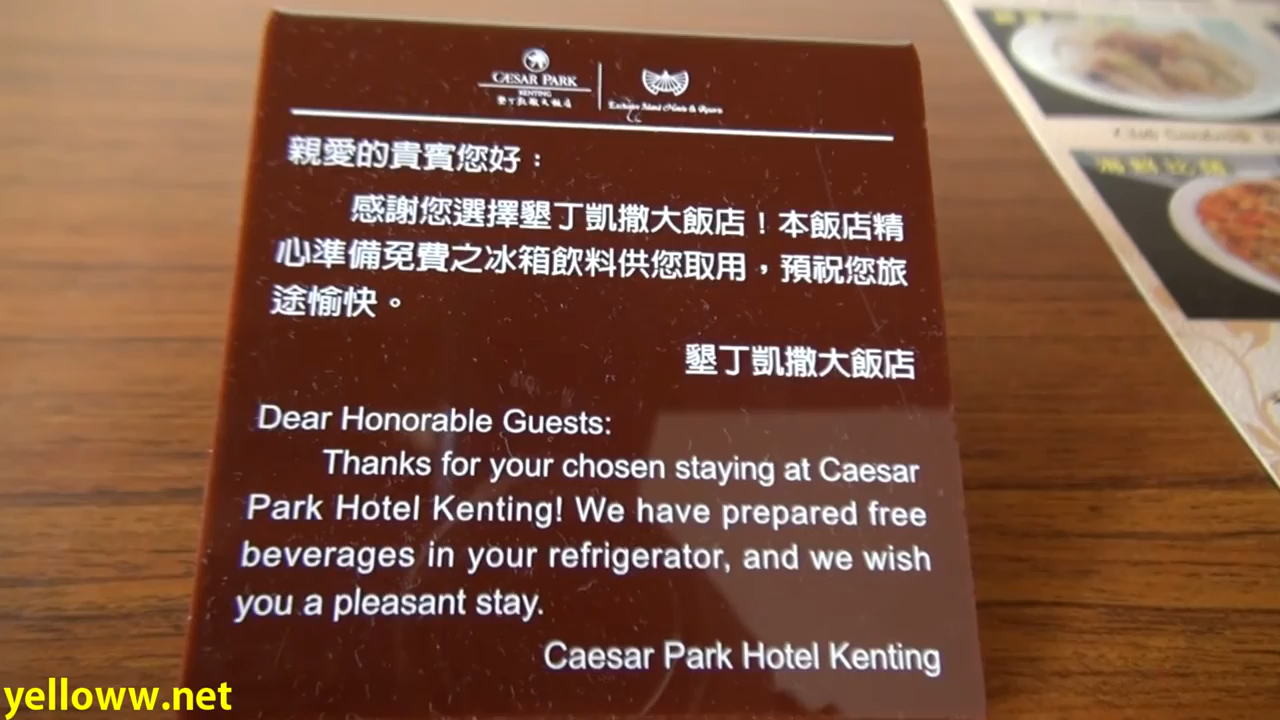 CÆSAR PARK
KENTING
墾丁凱撒大飯店
親愛的貴賓您好：
感謝您選擇墾丁凱撒大飯店！本飯店精
心準備免費之冰箱飲料供您取用，預祝您旅
途愉快。
墾丁凱撒大飯店
Dear Honorable Guests:
Thanks for your chosen staying at Caesar
Park Hotel Kenting! We have prepared free
beverages in your refrigerator, and we wish
you a pleasant stay.
Caesar Park Hotel Kenting
yelloww.net